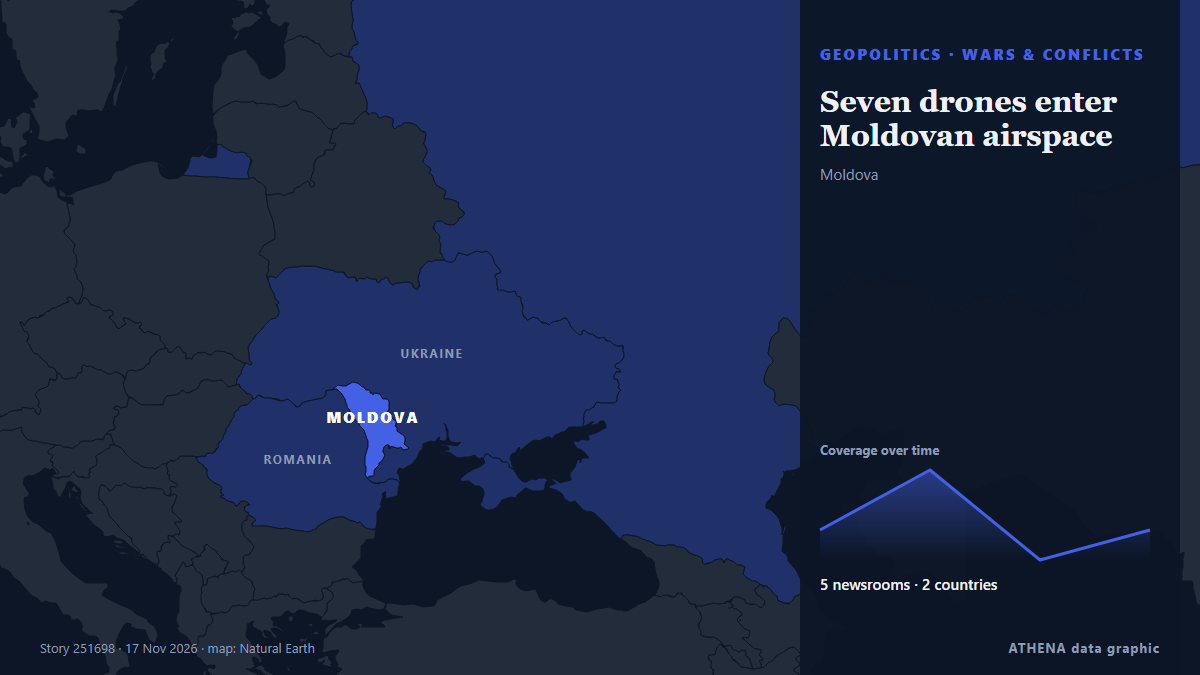 GEOPOLITICS · WARS & CONFLICTS
Seven drones enter
Moldovan airspace
Moldova
UKRAINE
MOLDOVA
ROMANIA
Coverage over time
5 newsrooms · 2 countries
Story 251698 · 17 Nov 2026 · map: Natural Earth
ATHENA data graphic